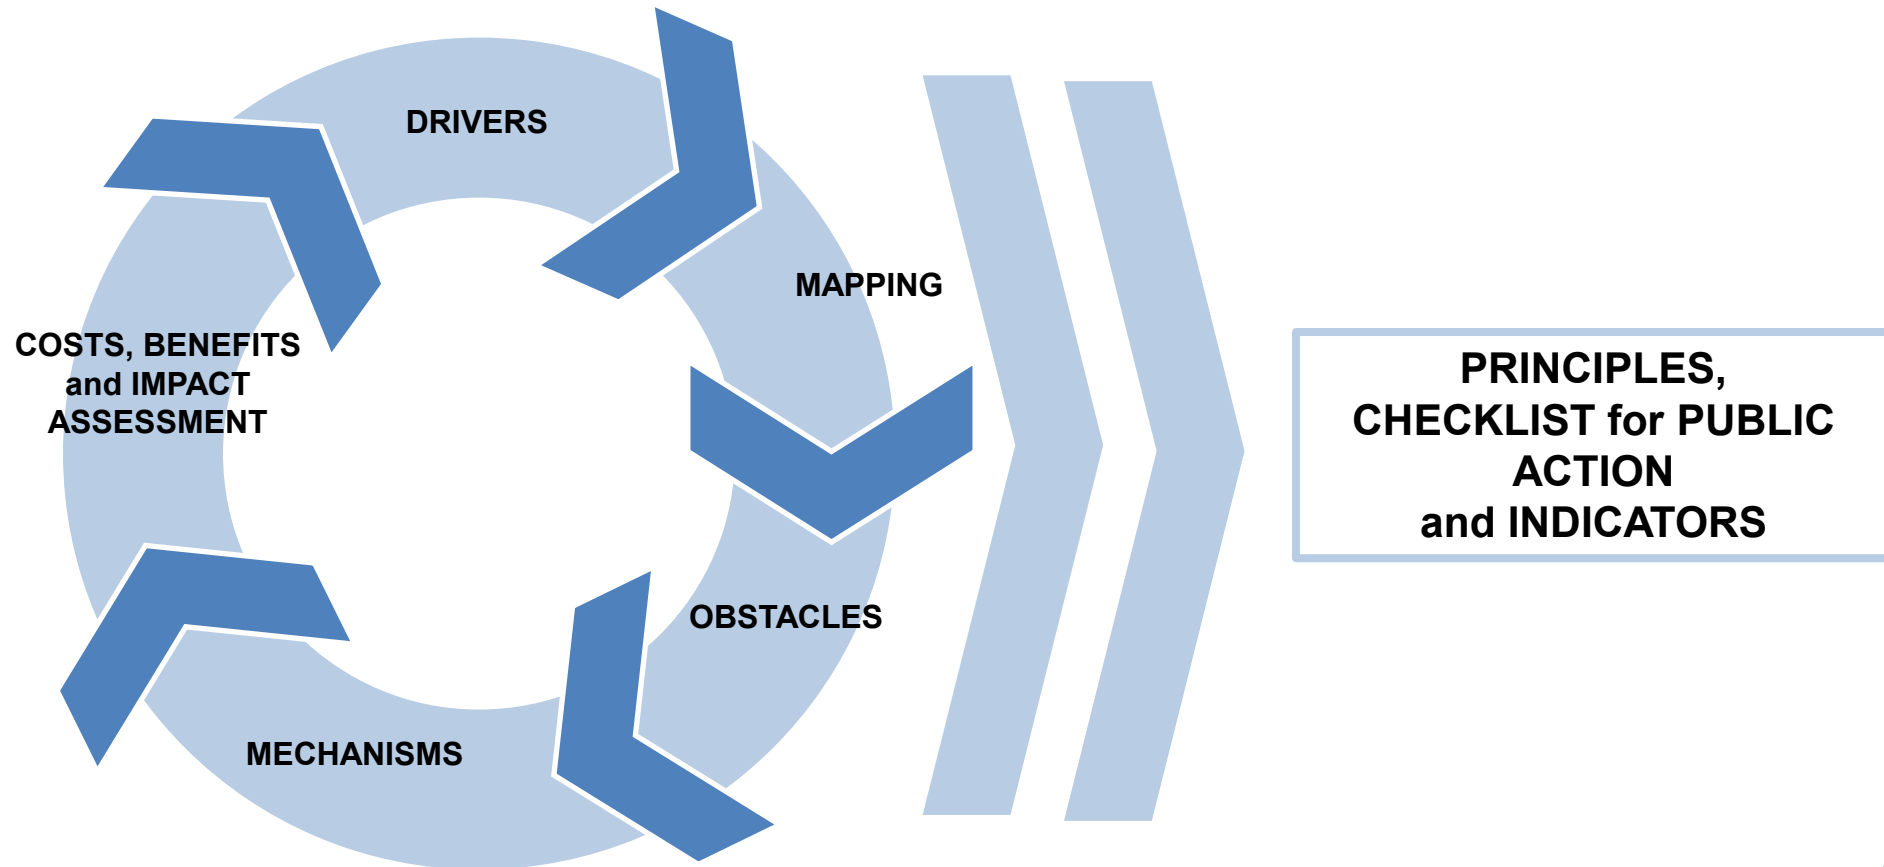 DRIVERS
MAPPING
COSTS, BENEFITS
and IMPACT
ASSESSMENT
OBSTACLES
MECHANISMS
PRINCIPLES,
CHECKLIST for PUBLIC
ACTION
and INDICATORS